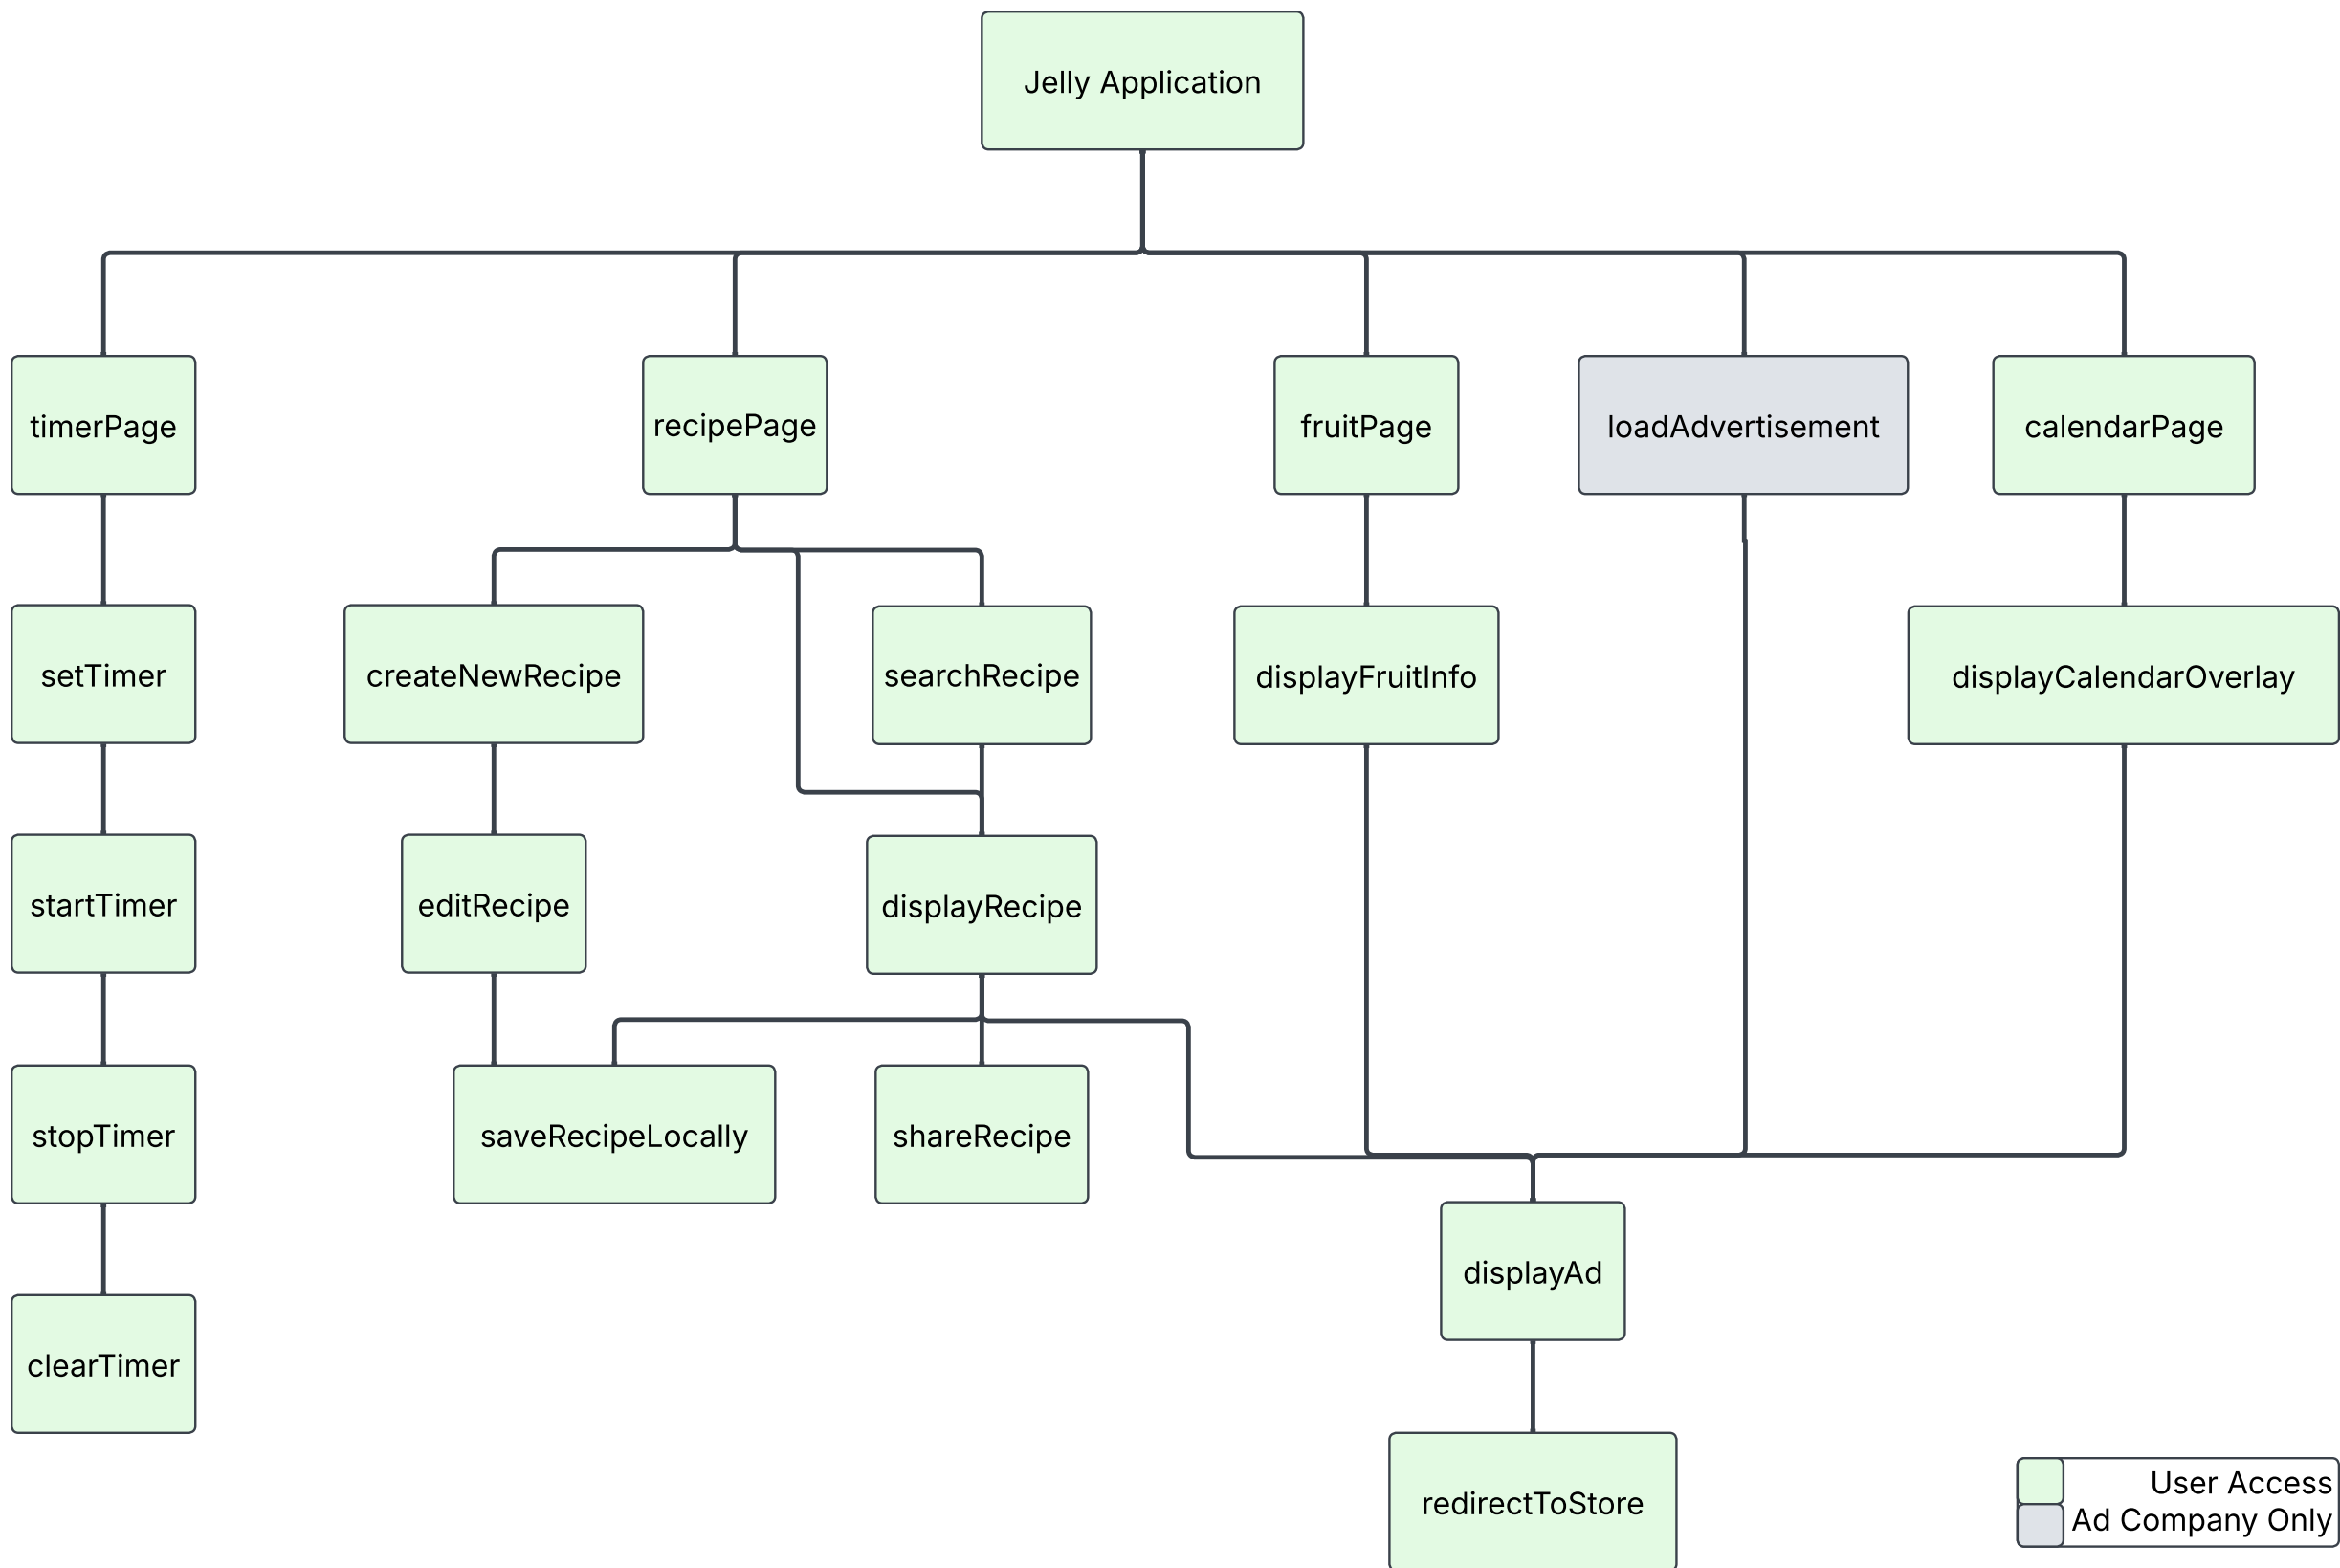 Jelly Application
timerPage
recipePage
fruitPage
loadAdvertisement
calendarPage
setTimer
createNewRecipe
searchRecipe
displayFruitInfo
displayCalendarOverlay
startTimer
editRecipe
displayRecipe
stopTimer
saveRecipeLocally
shareRecipe
displayAd
clearTimer
redirectToStore
User Access
Ad Company Only